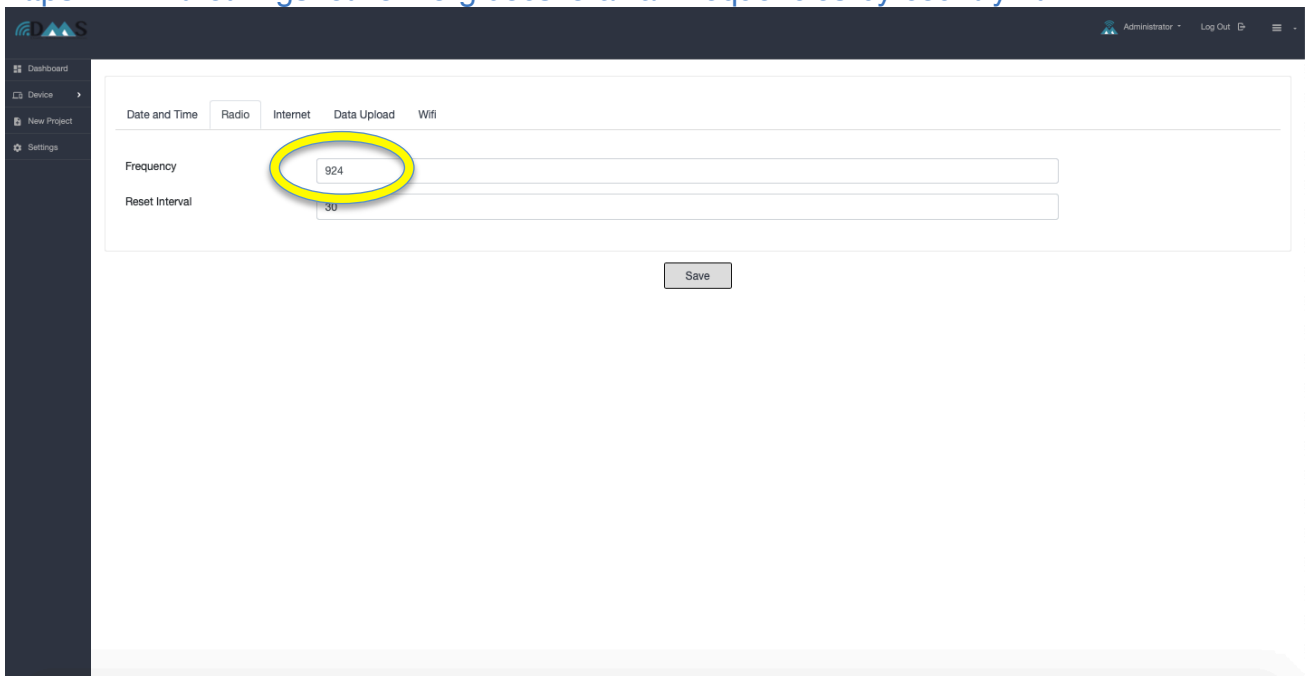 DMS
Administrator
Log Out
Dashboard
Device
New Project
Settings
Date and Time Radio Internet Data Upload Wifi
Frequency 924
Reset Interval 30
Save